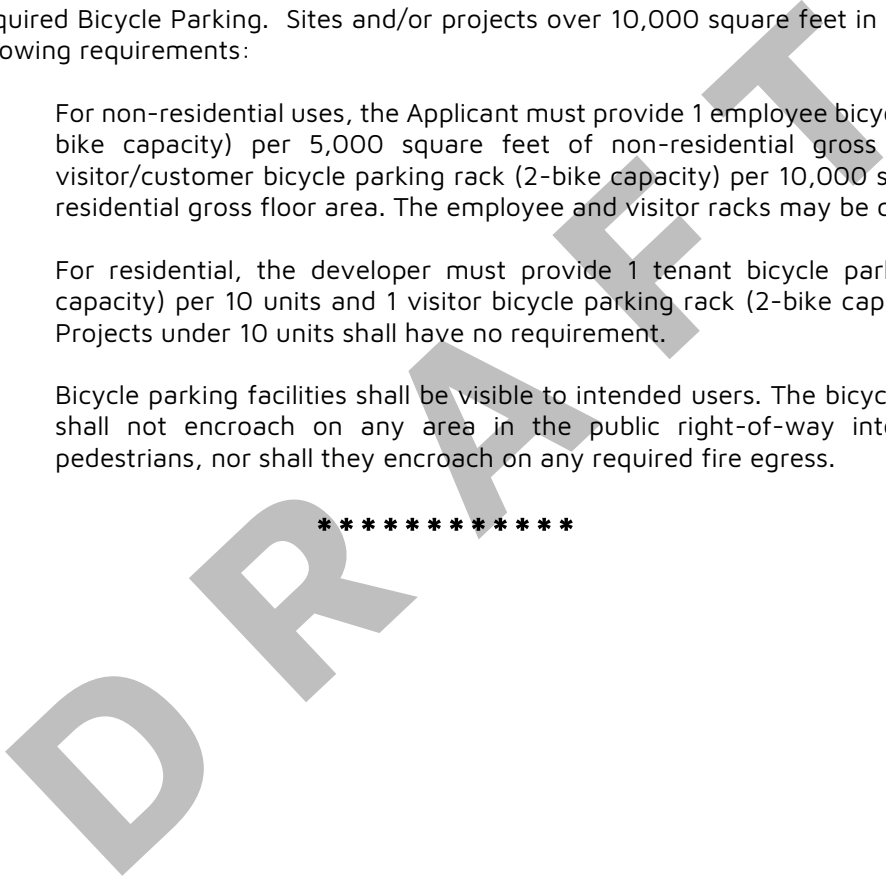 quired Bicycle Parking. Sites and/or projects over 10,000 square feet in
owing requirements:
For non-residential uses, the Applicant must provide 1 employee bicyc
bike capacity) per 5,000 square feet of non-residential gross
visitor/customer bicycle parking rack (2-bike capacity) per 10,000 s
residential gross floor area. The employee and visitor racks may be c
For residential, the developer must provide 1 tenant bicycle park
capacity) per 10 units and 1 visitor bicycle parking rack (2-bike cap
Projects under 10 units shall have no requirement.
Bicycle parking facilities shall be visible to intended users. The bicyc
shall not encroach on any area in the public right-of-way inte
pedestrians, nor shall they encroach on any required fire egress.
* * * * * * * * * * * *
DRAFT